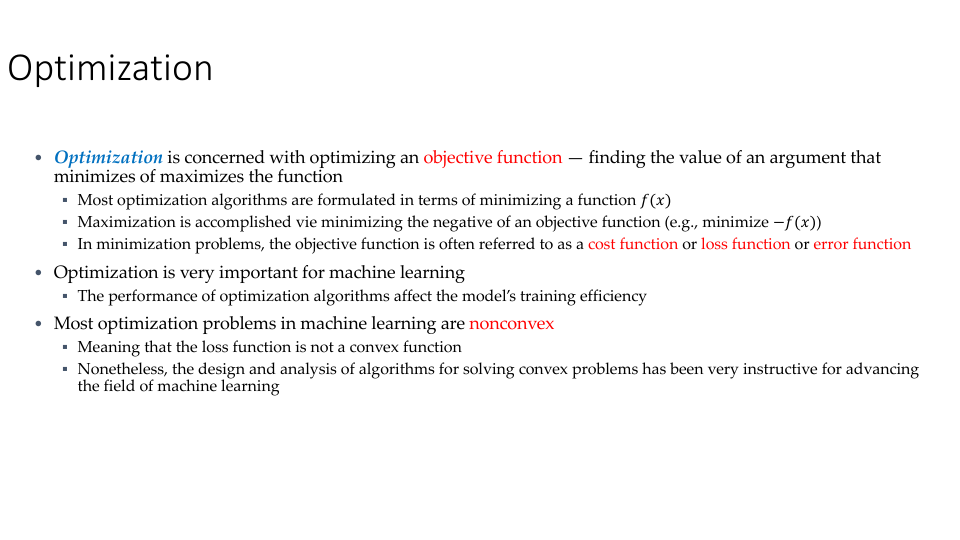 Optimization
• Optimization is concerned with optimizing an objective function — finding the value of an argument that
minimizes of maximizes the function
▪ Most optimization algorithms are formulated in terms of minimizing a function 𝑓(𝑥)
▪ Maximization is accomplished vie minimizing the negative of an objective function (e.g., minimize −𝑓(𝑥))
▪ In minimization problems, the objective function is often referred to as a cost function or loss function or error function
• Optimization is very important for machine learning
▪ The performance of optimization algorithms affect the model’s training efficiency
• Most optimization problems in machine learning are nonconvex
▪ Meaning that the loss function is not a convex function
▪ Nonetheless, the design and analysis of algorithms for solving convex problems has been very instructive for advancing
the field of machine learning